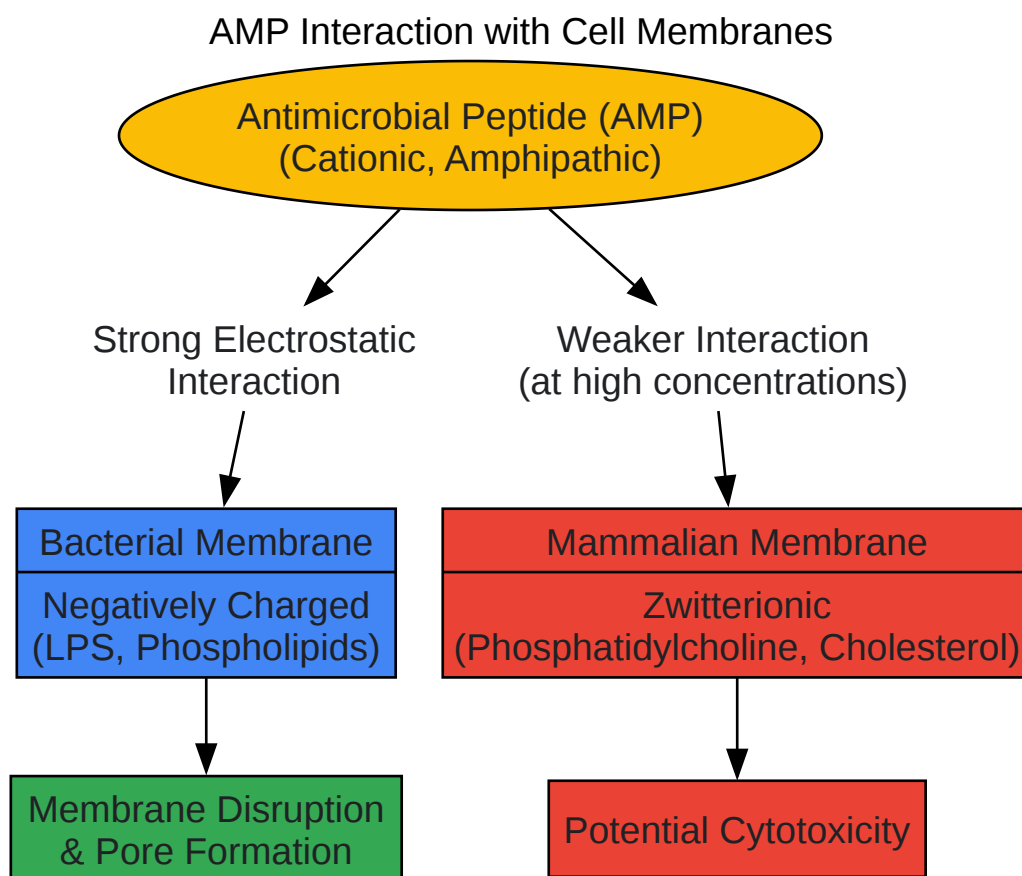 AMP Interaction with Cell Membranes
Antimicrobial Peptide (AMP)
(Cationic, Amphipathic)
Strong Electrostatic
Interaction
Weaker Interaction
(at high concentrations)
Bacterial Membrane
Negatively Charged
(LPS, Phospholipids)
Mammalian Membrane
Zwitterionic
(Phosphatidylcholine, Cholesterol)
Membrane Disruption
& Pore Formation
Potential Cytotoxicity